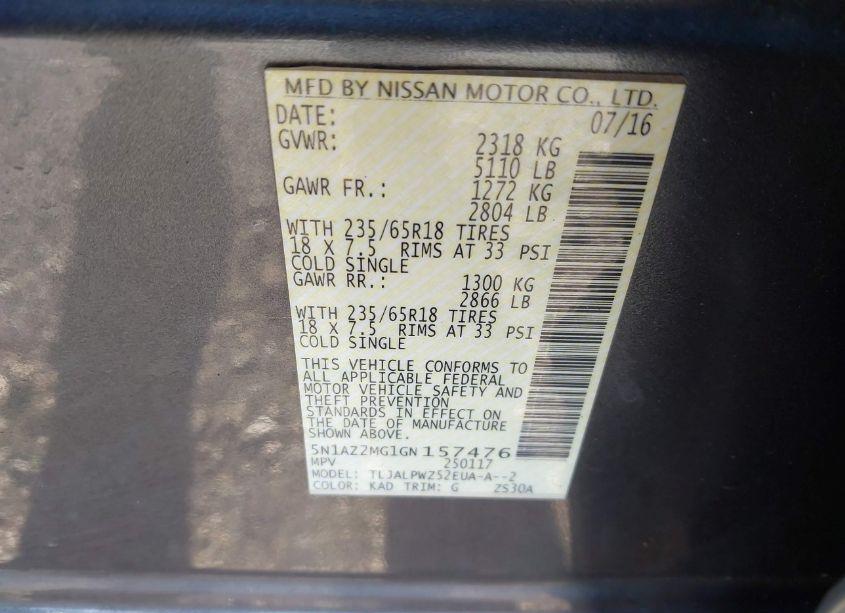 MFD BY NISSAN MOTOR CO., LTD.
DATE: 07/16
GVWR: 2318 KG
5110 LB
GAWR FR.: 1272 KG
2804 LB
WITH 235/65R18 TIRES
18 X 7.5 RIMS AT 33 PSI
COLD SINGLE
GAWR RR.: 1300 KG
2866 LB
WITH 235/65R18 TIRES
18 X 7.5 RIMS AT 33 PSI
COLD SINGLE
THIS VEHICLE CONFORMS TO
ALL APPLICABLE FEDERAL
MOTOR VEHICLE SAFETY AND
THEFT PREVENTION
STANDARDS IN EFFECT ON
THE DATE OF MANUFACTURE
SHOWN ABOVE.
5N1AZ2MG1GN157476
MPV 250117
MODEL: TLJALPWZ52EUA-A--2
COLOR: KAD TRIM: G ZS30A